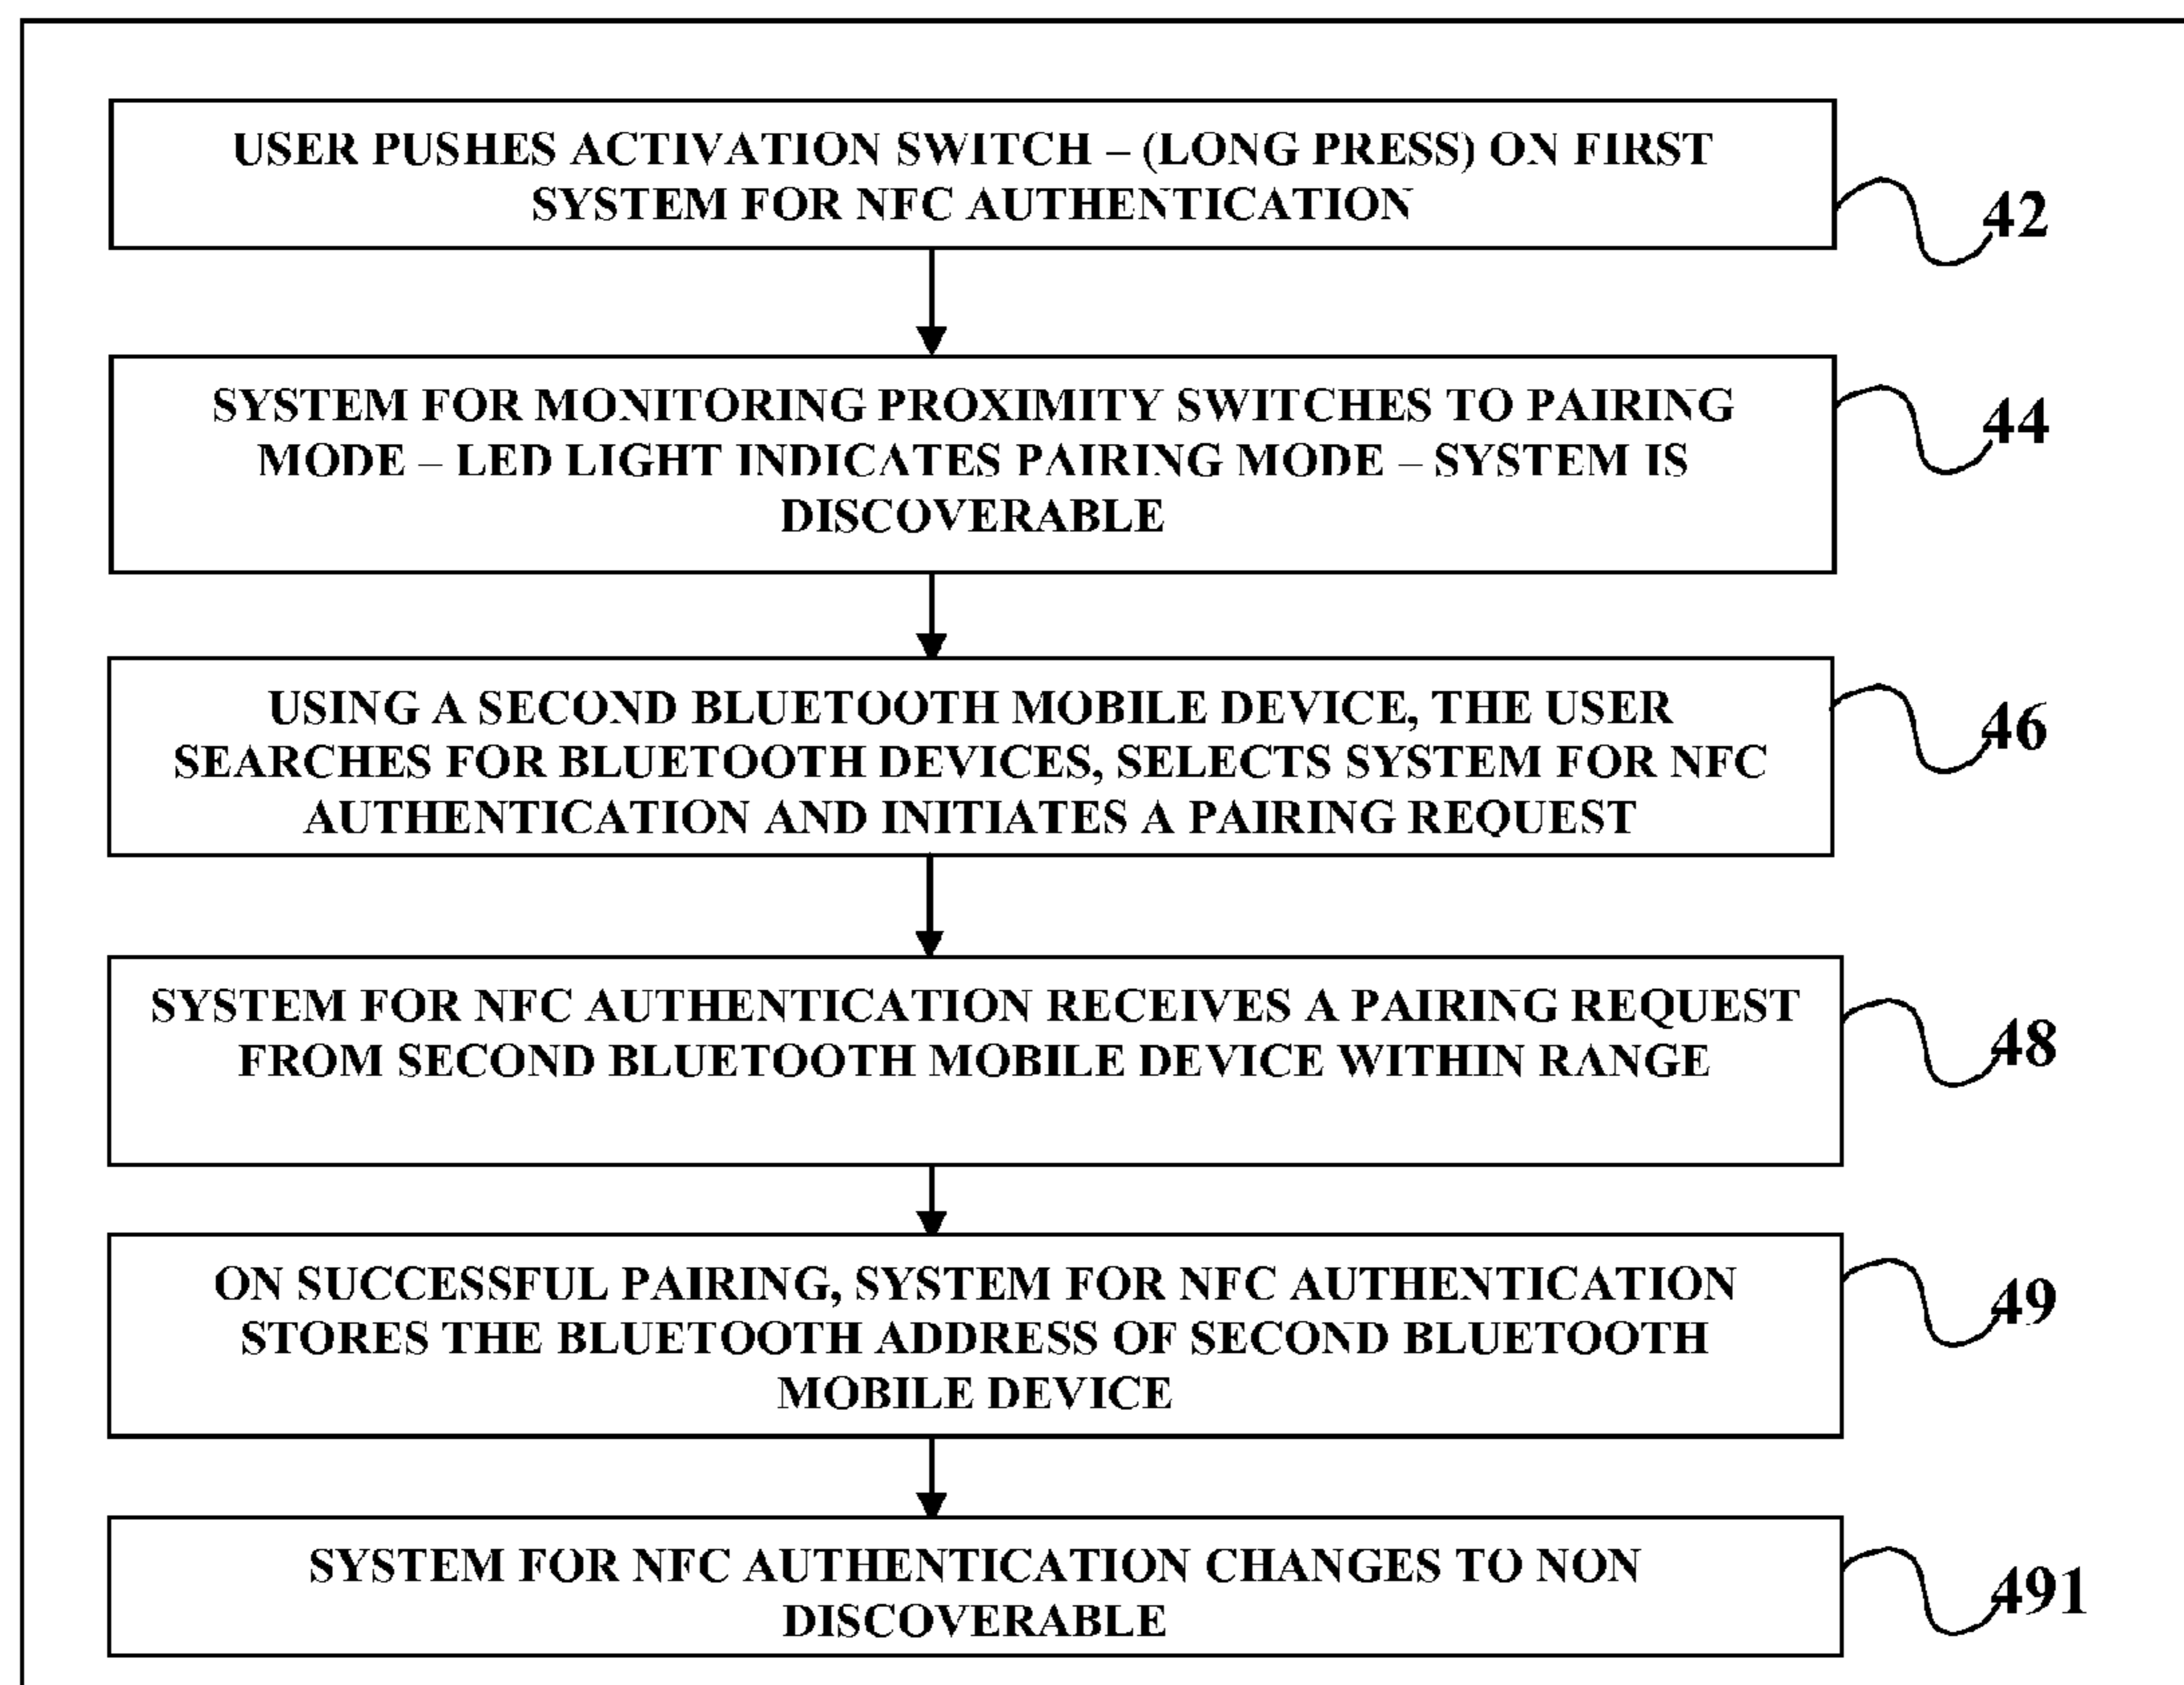 USER PUSHES ACTIVATION SWITCH – (LONG PRESS) ON FIRST
SYSTEM FOR NFC AUTHENTICATION
42
SYSTEM FOR MONITORING PROXIMITY SWITCHES TO PAIRING
MODE – LED LIGHT INDICATES PAIRING MODE – SYSTEM IS
DISCOVERABLE
44
USING A SECOND BLUETOOTH MOBILE DEVICE, THE USER
SEARCHES FOR BLUETOOTH DEVICES, SELECTS SYSTEM FOR NFC
AUTHENTICATION AND INITIATES A PAIRING REQUEST
46
SYSTEM FOR NFC AUTHENTICATION RECEIVES A PAIRING REQUEST
FROM SECOND BLUETOOTH MOBILE DEVICE WITHIN RANGE
48
ON SUCCESSFUL PAIRING, SYSTEM FOR NFC AUTHENTICATION
STORES THE BLUETOOTH ADDRESS OF SECOND BLUETOOTH
MOBILE DEVICE
49
SYSTEM FOR NFC AUTHENTICATION CHANGES TO NON
DISCOVERABLE
491